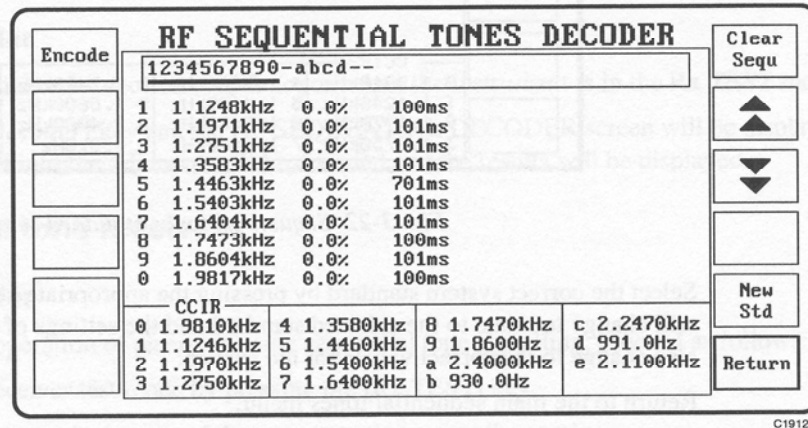 RF SEQUENTIAL TONES DECODER
Encode
1234567890-abcd--
1 1.1248kHz 0.0% 100ms
2 1.1971kHz 0.0% 101ms
3 1.2751kHz 0.0% 101ms
4 1.3583kHz 0.0% 101ms
5 1.4463kHz 0.0% 701ms
6 1.5403kHz 0.0% 101ms
7 1.6404kHz 0.0% 101ms
8 1.7473kHz 0.0% 100ms
9 1.8604kHz 0.0% 101ms
0 1.9817kHz 0.0% 100ms
CCIR
0 1.9810kHz 4 1.3580kHz 8 1.7470kHz c 2.2470kHz
1 1.1246kHz 5 1.4460kHz 9 1.8600Hz d 991.0Hz
2 1.1970kHz 6 1.5400kHz a 2.4000kHz e 2.1100kHz
3 1.2750kHz 7 1.6400kHz b 930.0Hz
Clear
Sequ
New
Std
Return
C1912